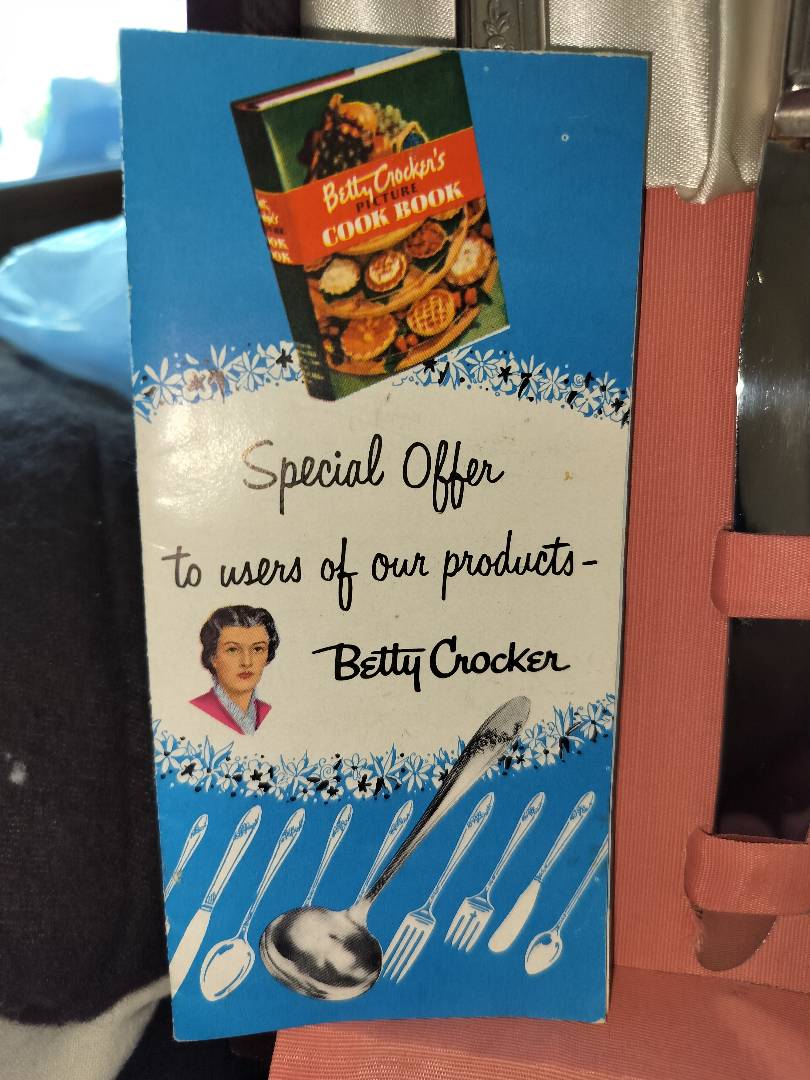 Betty Crocker's
PICTURE
COOK BOOK
Special Offer
to users of our products-
Betty Crocker